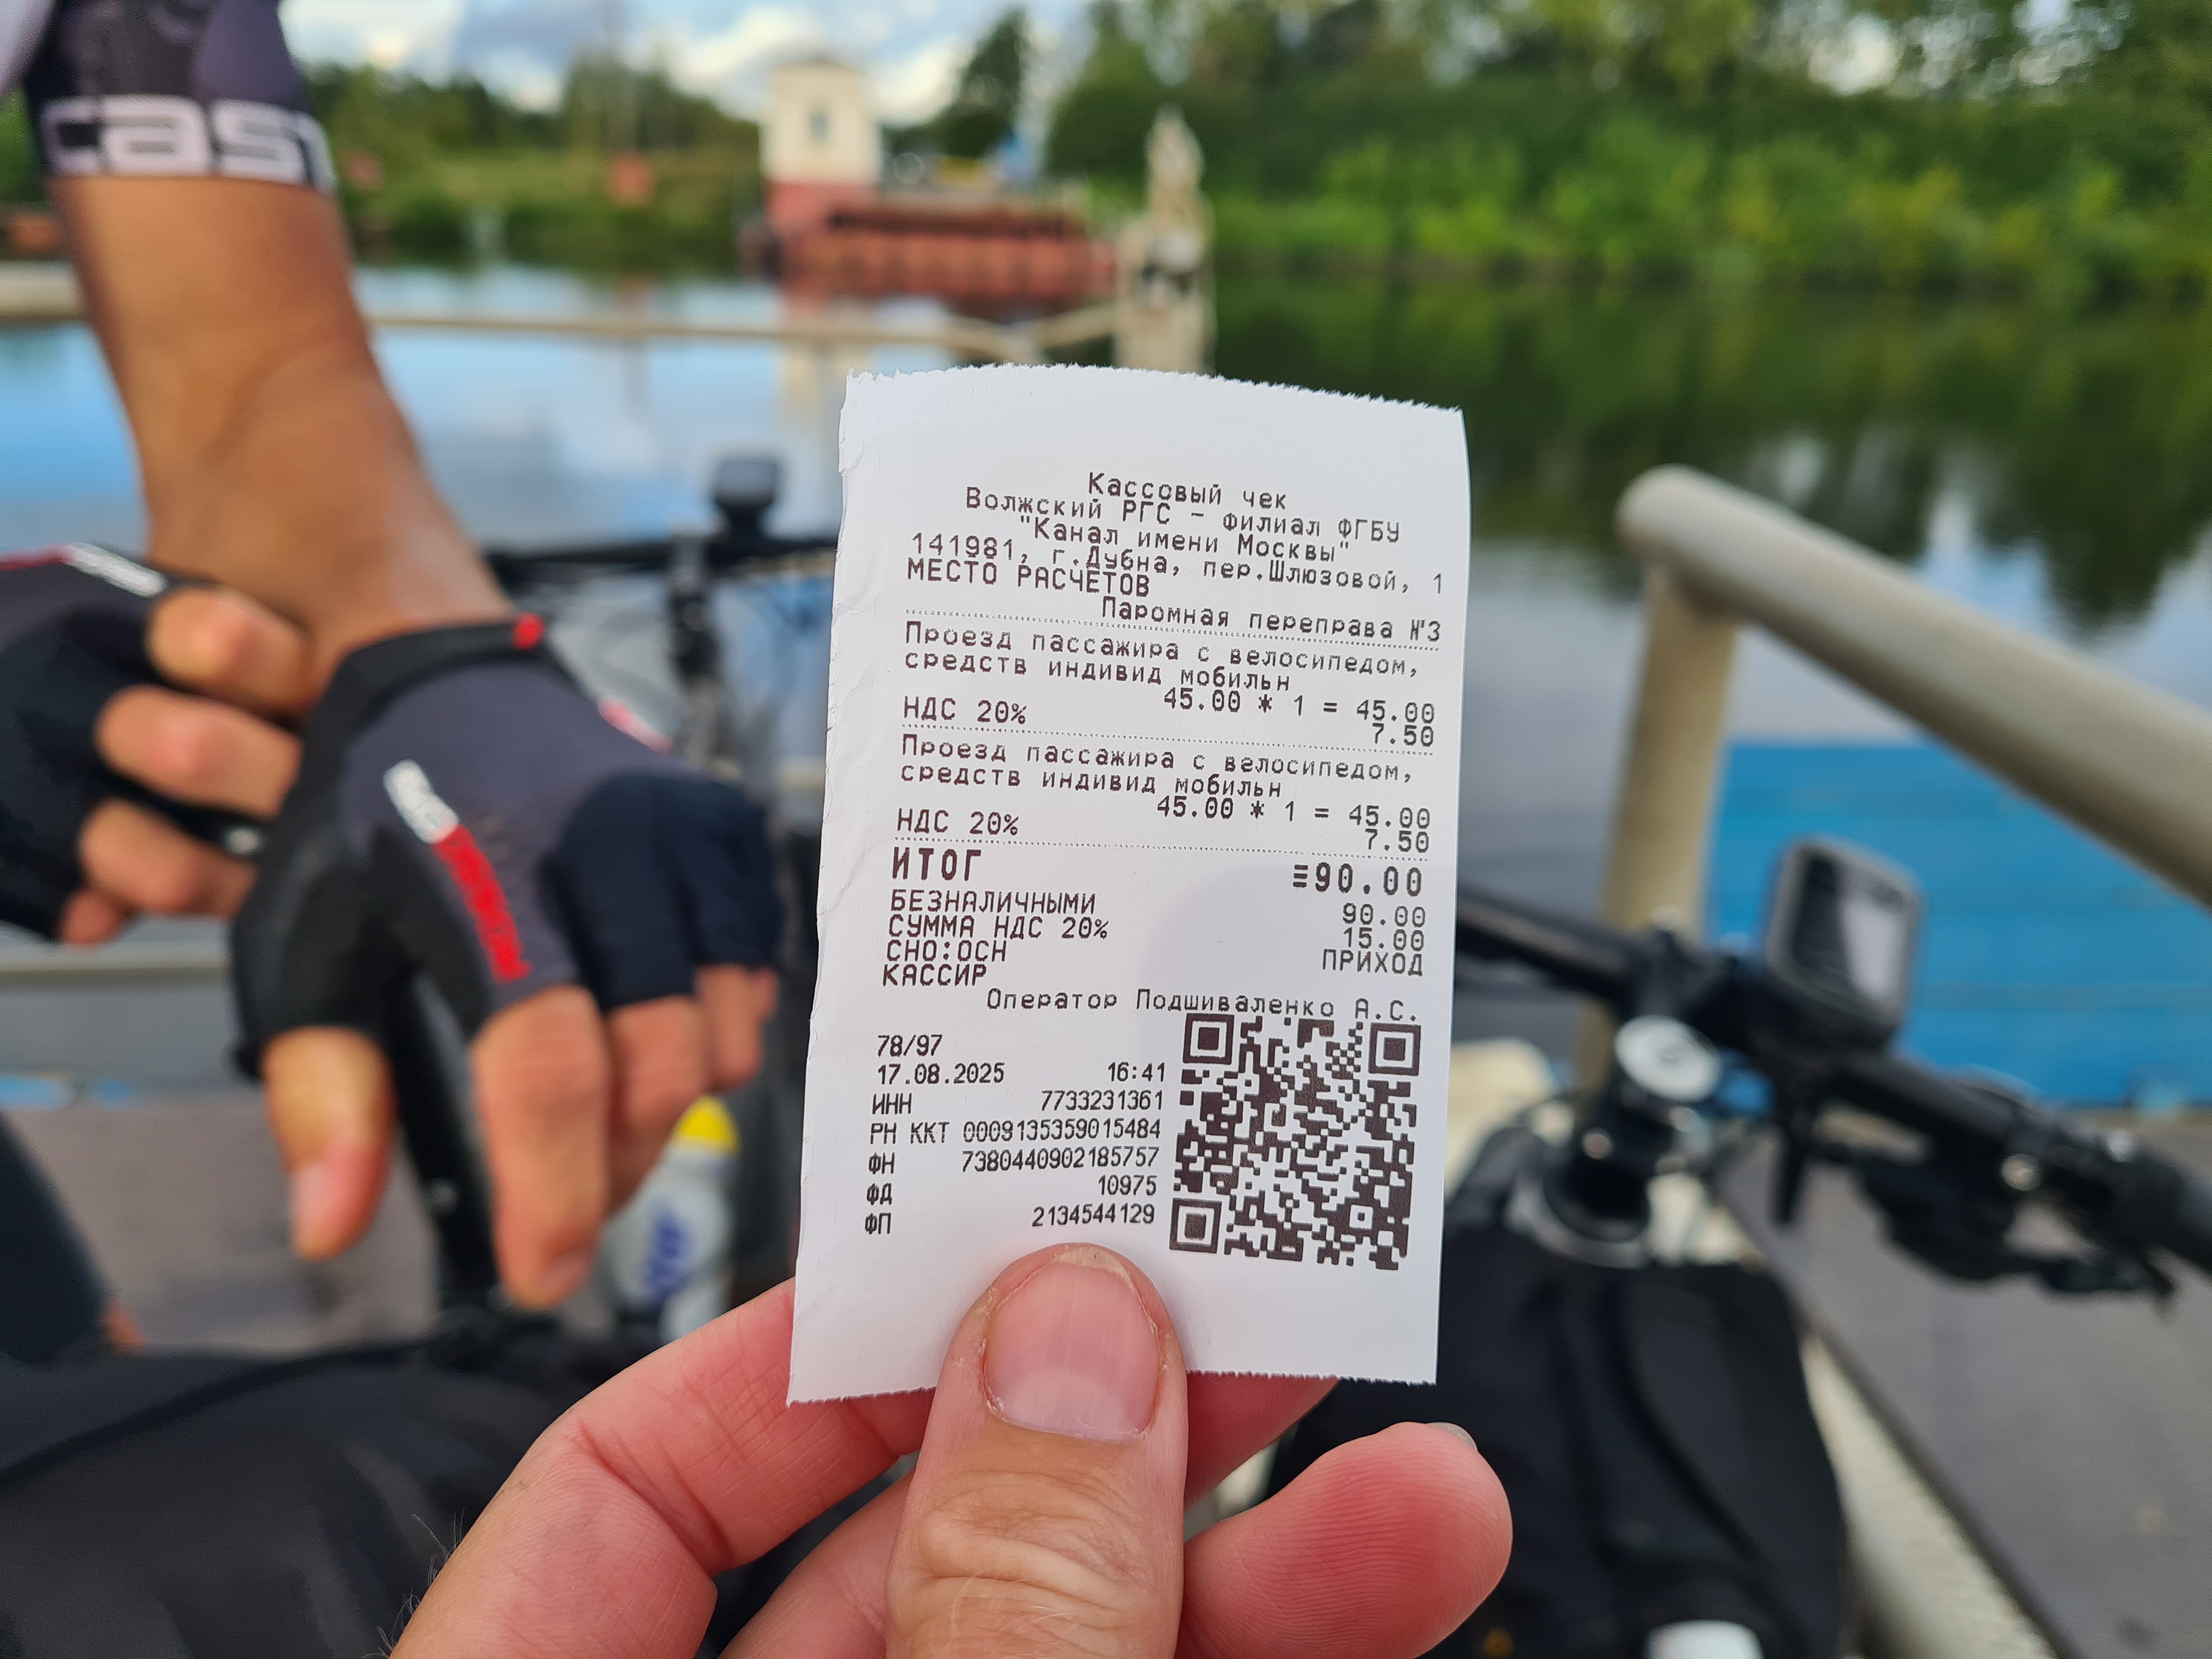 Кассовый чек
Волжский РГС - филиал ФГБУ
"Канал имени Москвы"
141981, г.Дубна, пер.Шлюзовой, 1
МЕСТО РАСЧЁТОВ
Паромная переправа №3
Проезд пассажира с велосипедом,
средств индивид мобильн
45.00 * 1 = 45.00
НДС 20% 7.50
Проезд пассажира с велосипедом,
средств индивид мобильн
45.00 * 1 = 45.00
НДС 20% 7.50
ИТОГ ≡90.00
БЕЗНАЛИЧНЫМИ 90.00
СУММА НДС 20% 15.00
СНО:ОСН ПРИХОД
КАССИР
Оператор Подшиваленко А.С.
78/97
17.08.2025 16:41
ИНН 7733231361
РН ККТ 0009135359015484
ФН 7380440902185757
ФД 10975
ФП 2134544129
cast